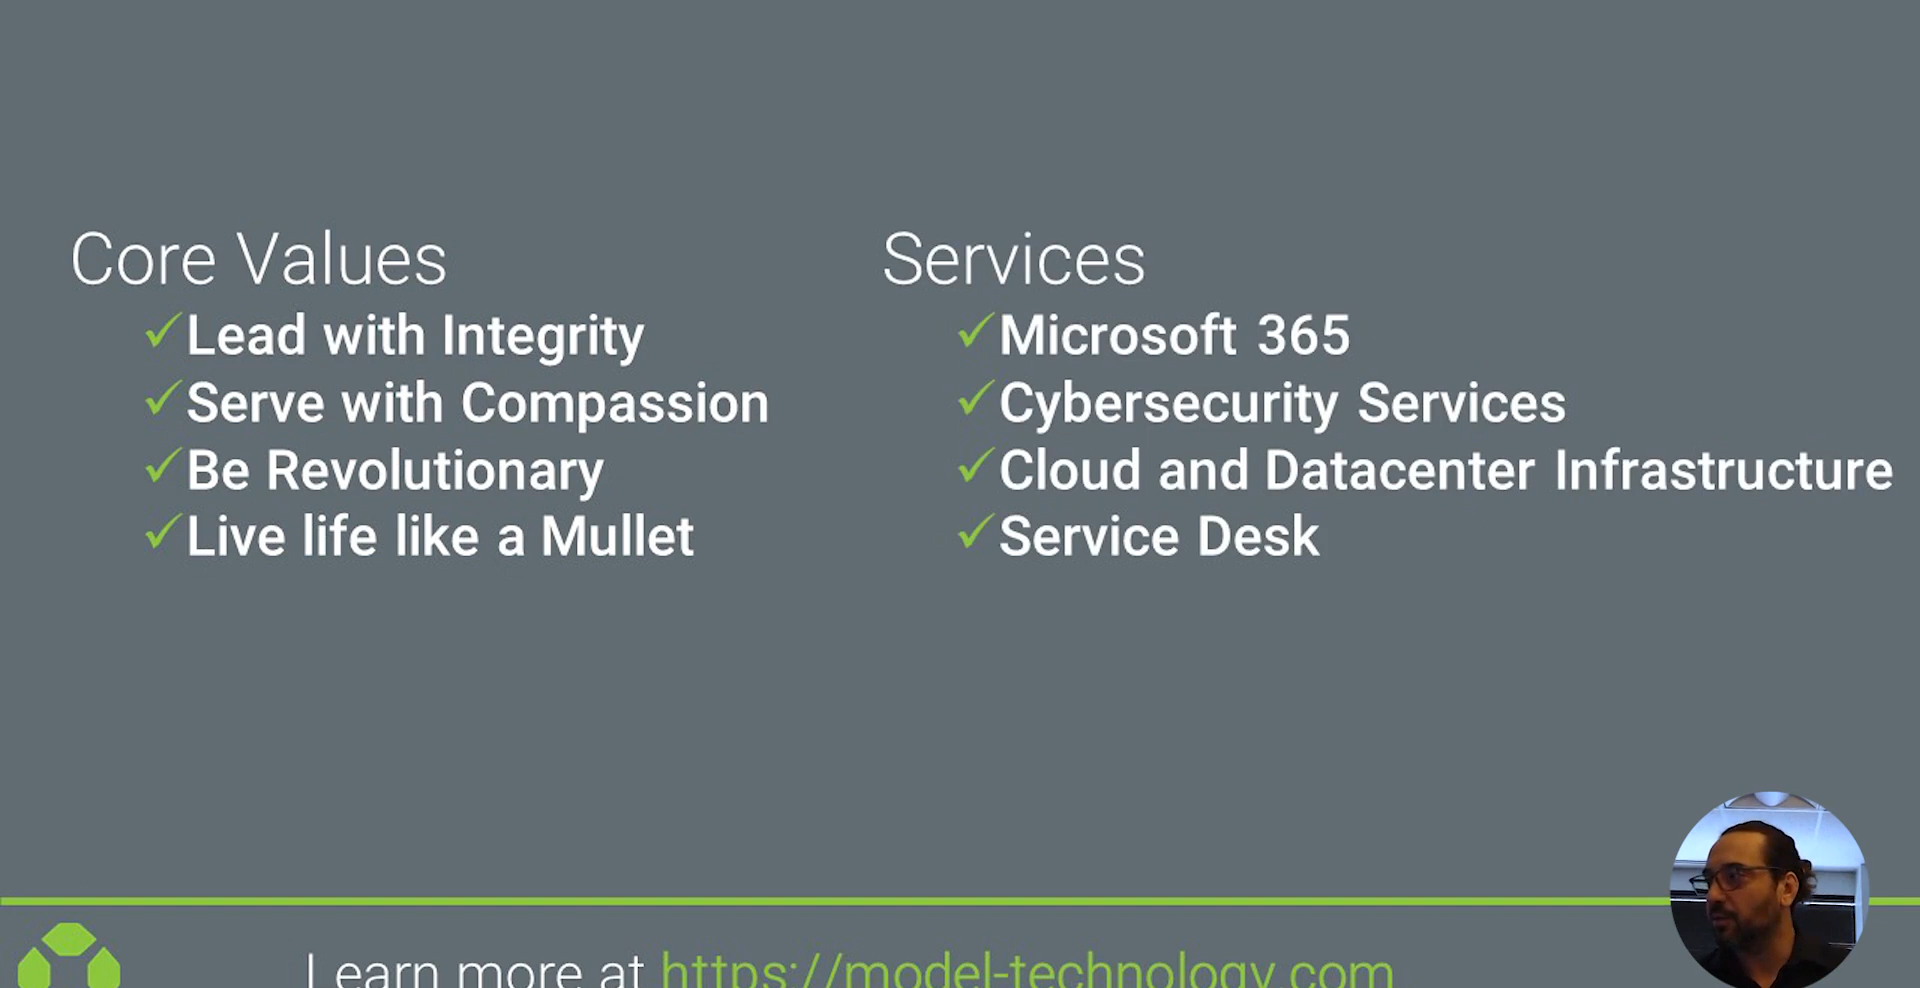 Core Values
Lead with Integrity
Serve with Compassion
Be Revolutionary
Live life like a Mullet
Services
Microsoft 365
Cybersecurity Services
Cloud and Datacenter Infrastructure
Service Desk
Learn more at https://model-technology.com